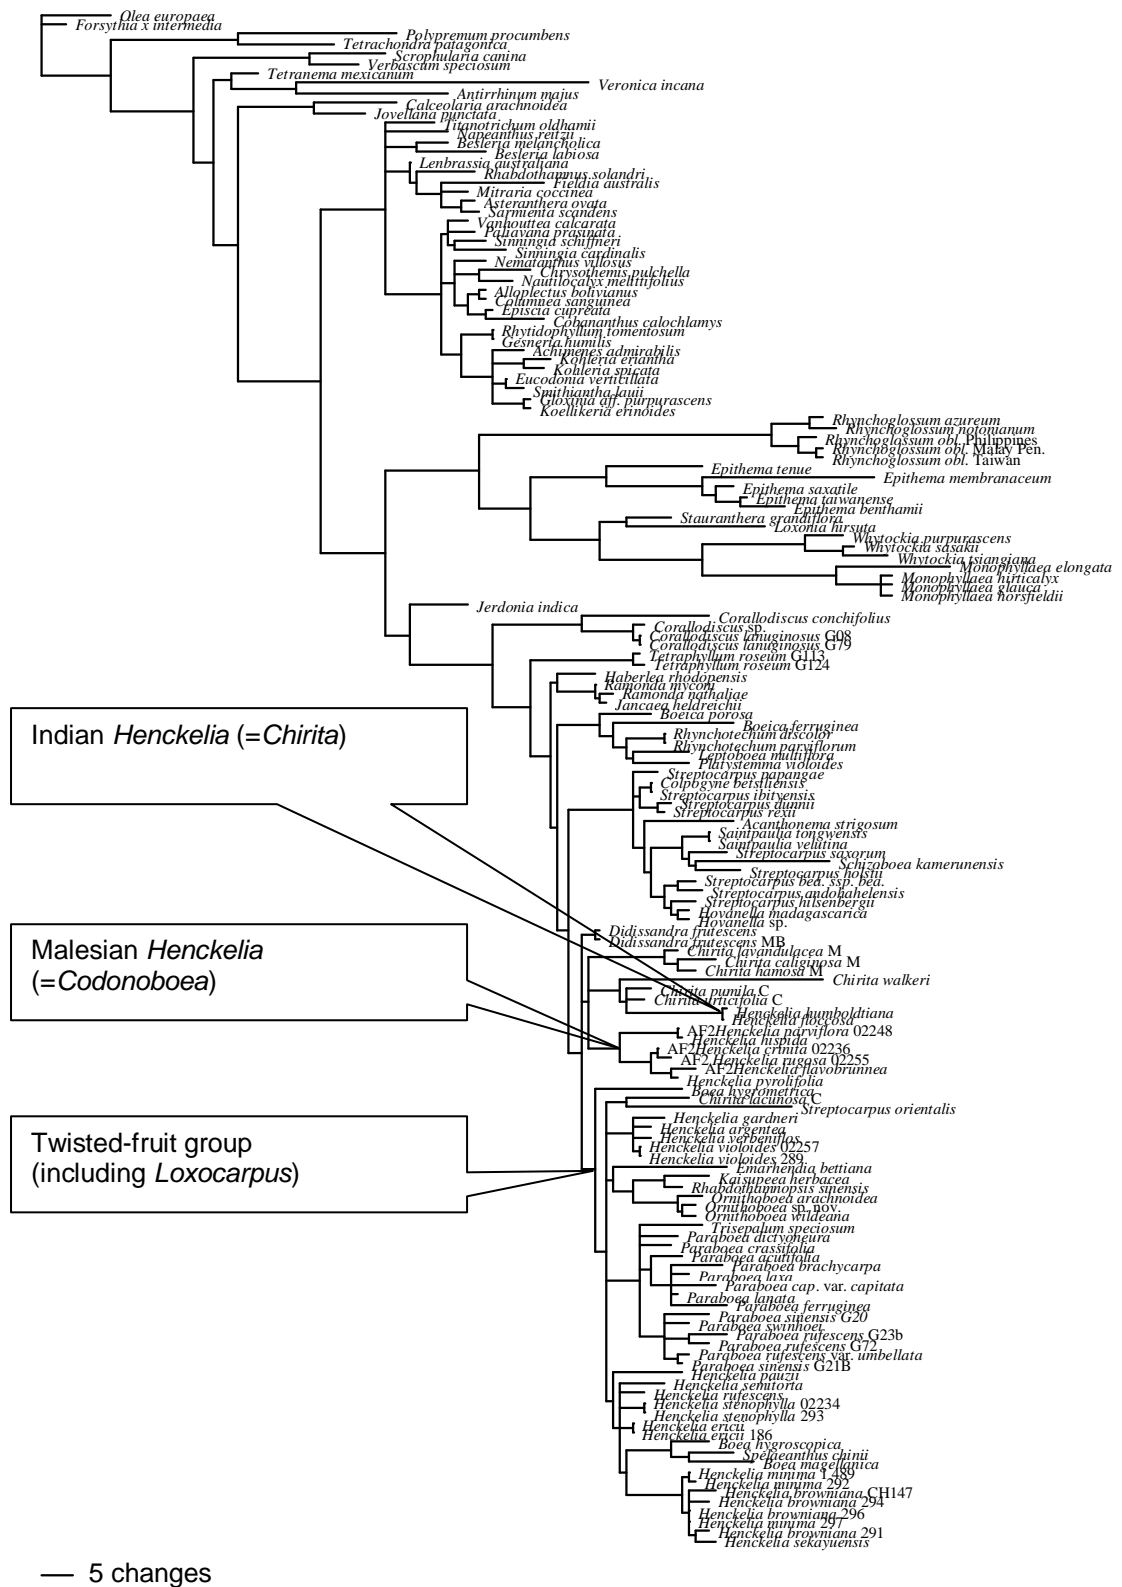 Olea europaea
Forsythia x intermedia
Polypremum procumbens
Tetrachondra patagonica
Scrophularia canina
Verbascum speciosum
Tetranema mexicanum
Veronica incana
Antirrhinum majus
Calceolaria arachnoidea
Jovellana punctata
Titanotrichum oldhamii
Napeanthus reitzii
Besleria melancholica
Besleria labiosa
Lenbrassia australiana
Rhabdothamnus solandri
Fieldia australis
Mitraria coccinea
Asteranthera ovata
Sarmienta scandens
Vanhouttea calcarata
Paliavana prasinata
Sinningia schiffneri
Sinningia cardinalis
Nematanthus villosus
Chrysothemis pulchella
Nautilocalyx melittifolius
Alloplectus bolivianus
Columnea sanguinea
Episcia cupreata
Cobananthus calochlamys
Rhytidophyllum tomentosum
Gesneria humilis
Achimenes admirabilis
Kohleria eriantha
Kohleria spicata
Eucodonia verticillata
Smithiantha lauii
Gloxinia aff. purpurascens
Koellikeria erinoides
Rhynchoglossum azureum
Rhynchoglossum notonianum
Rhynchoglossum obl. Philippines
Rhynchoglossum obl. Malay Pen.
Rhynchoglossum obl. Taiwan
Epithema tenue
Epithema membranaceum
Epithema saxatile
Epithema taiwanense
Epithema benthamii
Stauranthera grandiflora
Loxonia hirsuta
Whytockia purpurascens
Whytockia sasakii
Whytockia tsiangiana
Monophyllaea elongata
Monophyllaea hirticalyx
Monophyllaea glauca
Monophyllaea horsfieldii
Jerdonia indica
Corallodiscus conchifolius
Corallodiscus sp.
Corallodiscus lanuginosus G08
Corallodiscus lanuginosus G79
Tetraphyllum roseum G113
Tetraphyllum roseum G124
Haberlea rhodopensis
Ramonda myconi
Ramonda nathaliae
Jancaea heldreichii
Boeica porosa
Boeica ferruginea
Rhynchotechum discolor
Rhynchotechum parviflorum
Leptoboea multiflora
Platystemma violoides
Streptocarpus papangae
Colpogyne betsiliensis
Streptocarpus ibityensis
Streptocarpus dunnii
Streptocarpus rexii
Acanthonema strigosum
Saintpaulia tongwensis
Saintpaulia velutina
Streptocarpus saxorum
Schizoboea kamerunensis
Streptocarpus holstii
Streptocarpus bea. ssp. bea.
Streptocarpus andohahelensis
Streptocarpus hilsenbergii
Hovanella madagascarica
Hovanella sp.
Didissandra frutescens
Didissandra frutescens MB
Chirita lavandulacea M
Chirita caliginosa M
Chirita hamosa M
Chirita walkeri
Chirita pumila C
Chirita urticifolia C
Henckelia humboldtiana
Henckelia floccosa
AF2Henckelia parviflora 02248
Henckelia hispida
AF2Henckelia crinita 02236
AF2 Henckelia rugosa 02255
AF2Henckelia flavobrunnea
Henckelia pyrolifolia
Boea hygrometrica
Chirita lacunosa C
Streptocarpus orientalis
Henckelia gardneri
Henckelia argentea
Henckelia verbeniflos
Henckelia violoides 02257
Henckelia violoides 289
Emarhendia bettiana
Kaisupeea herbacea
Rhabdothamnopsis sinensis
Ornithoboea arachnoidea
Ornithoboea sp. nov.
Ornithoboea wildeana
Trisepalum speciosum
Paraboea dictyoneura
Paraboea crassifolia
Paraboea acutifolia
Paraboea brachycarpa
Paraboea laxa
Paraboea cap. var. capitata
Paraboea lanata
Paraboea ferruginea
Paraboea sinensis G20
Paraboea swinhoei
Paraboea rufescens G23b
Paraboea rufescens G72
Paraboea rufescens var. umbellata
Paraboea sinensis G21B
Henckelia pauzii
Henckelia semitorta
Henckelia rufescens
Henckelia stenophylla 02234
Henckelia stenophylla 293
Henckelia ericii
Henckelia ericii 186
Boea hygroscopica
Spelaeanthus chinii
Boea magellanica
Henckelia minima L489
Henckelia minima 292
Henckelia browniana CH147
Henckelia browniana 294
Henckelia browniana 296
Henckelia minima 297
Henckelia browniana 291
Henckelia sekayuensis
Indian Henckelia (=Chirita)
Malesian Henckelia
(=Codonoboea)
Twisted-fruit group
(including Loxocarpus)
5 changes